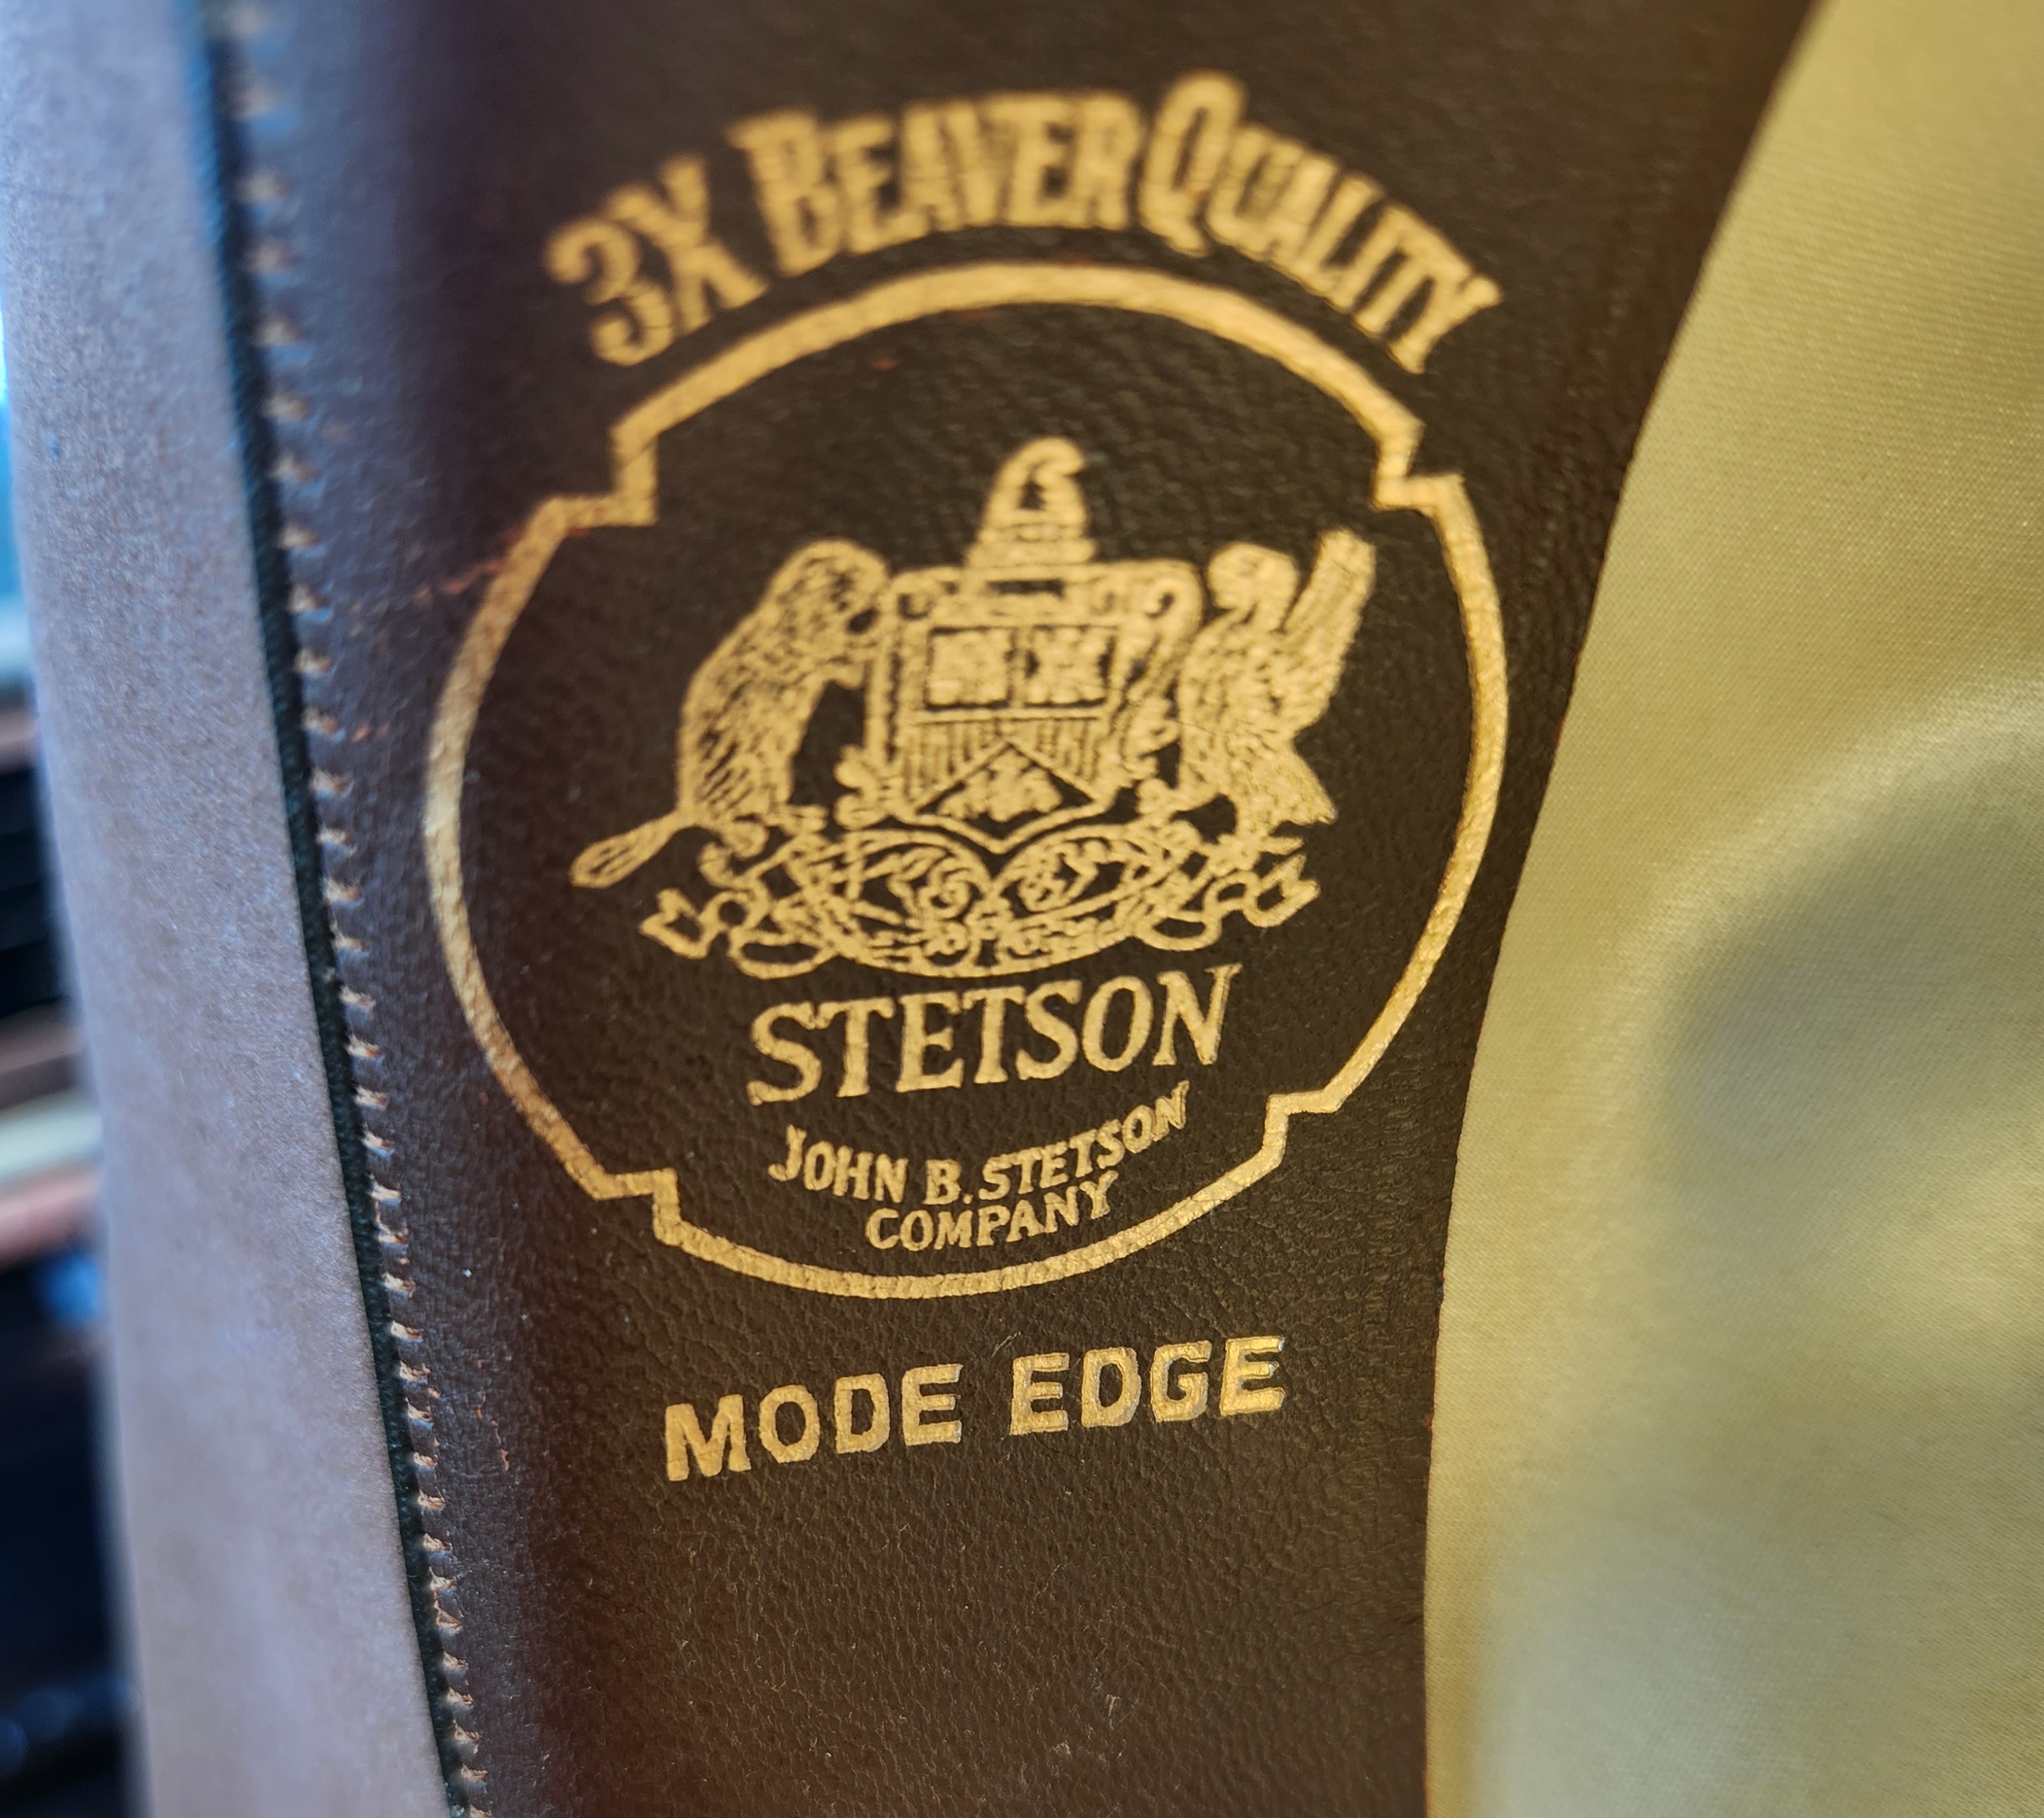 3X BEAVER QUALITY
STETSON
JOHN B. STETSON
COMPANY
MODE EDGE